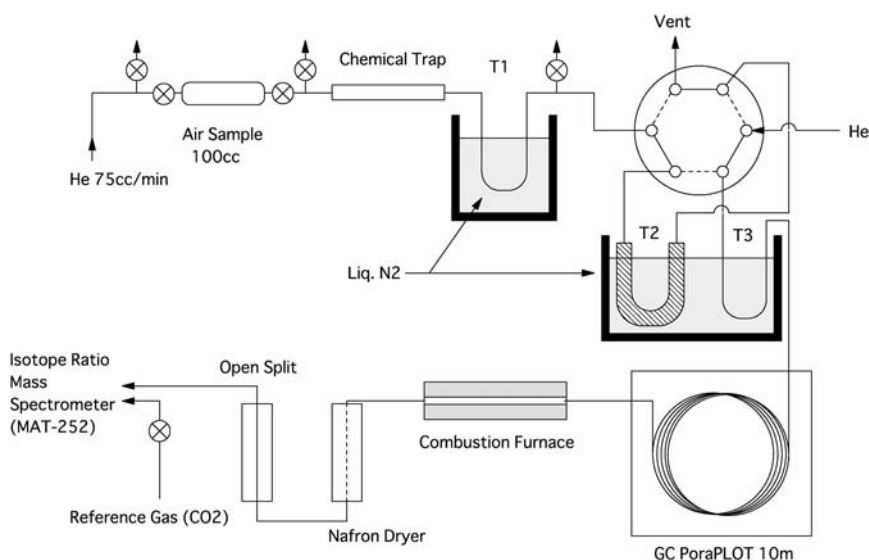 Vent
Chemical Trap
T1
Air Sample
100cc
He
He 75cc/min
T2
T3
Liq. N2
Isotope Ratio
Mass
Spectrometer
(MAT-252)
Open Split
Combustion Furnace
Reference Gas (CO2)
Nafron Dryer
GC PoraPLOT 10m